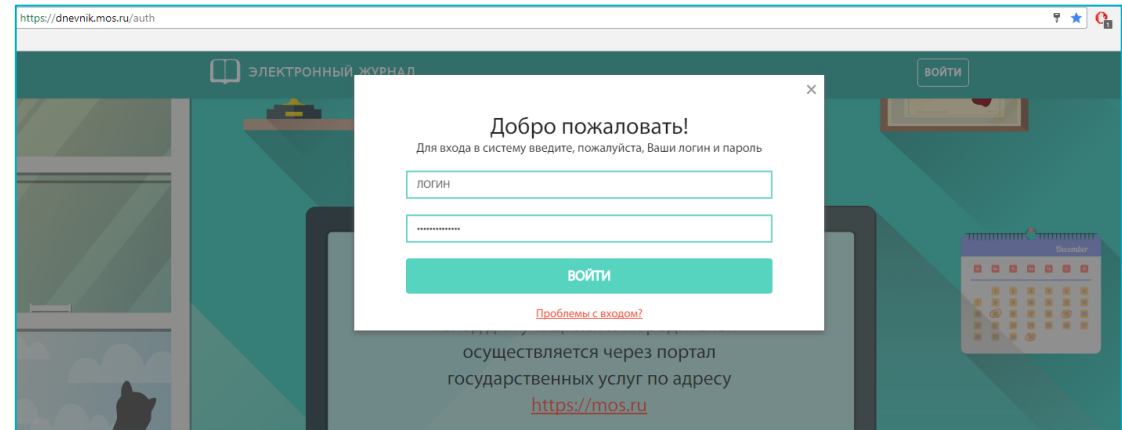 https://dnevnik.mos.ru/auth
1
ЭЛЕКТРОННЫЙ ЖУРНАЛ
ВОЙТИ
Добро пожаловать!
Для входа в систему введите, пожалуйста, Ваши логин и пароль
ЛОГИН
ВОЙТИ
Проблемы с входом?
осуществляется через портал
государственных услуг по адресу
https://mos.ru
December